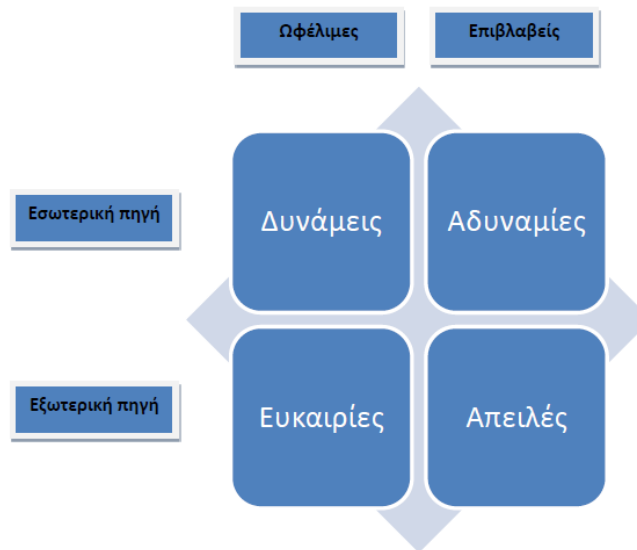 Ωφέλιμες
Επιβλαβείς
Εσωτερική πηγή
Δυνάμεις
Αδυναμίες
Εξωτερική πηγή
Ευκαιρίες
Απειλές